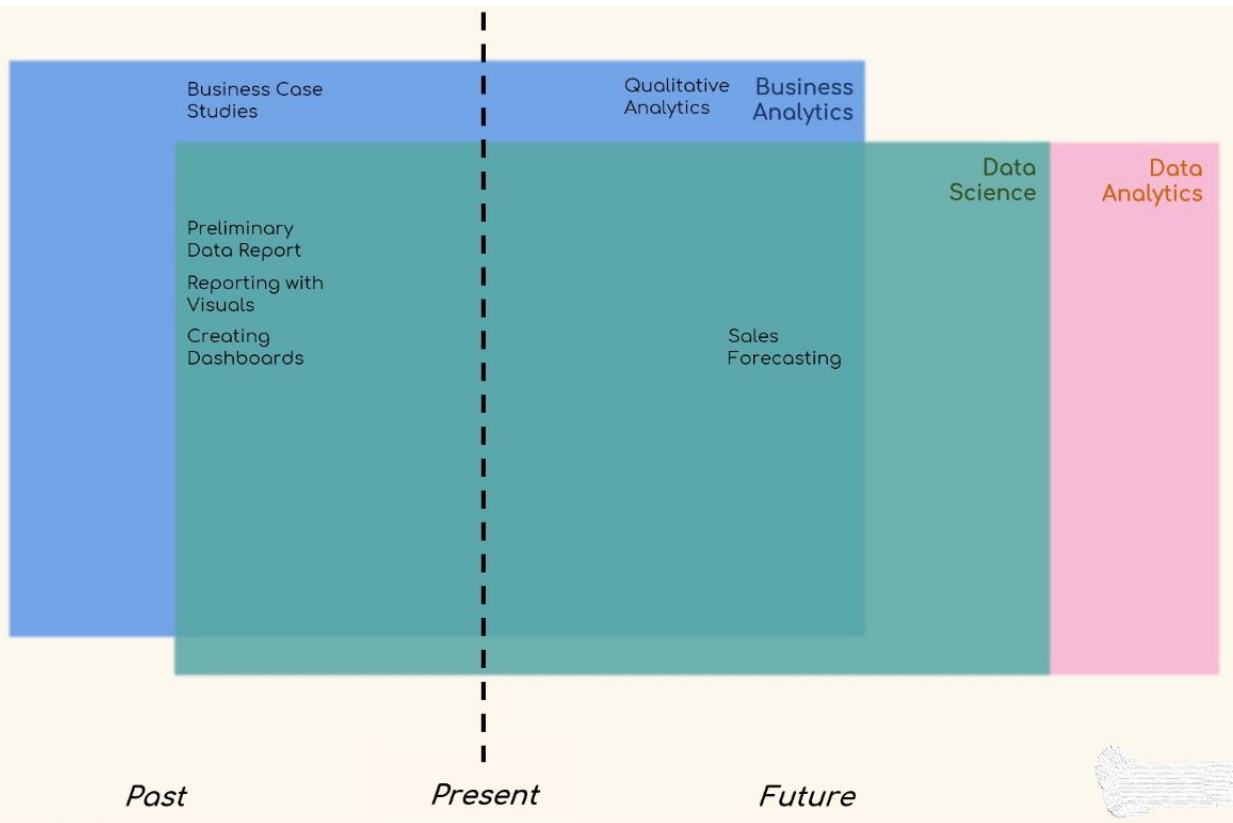 Business Case
Studies
Qualitative
Analytics
Business
Analytics
Data
Science
Data
Analytics
Preliminary
Data Report
Reporting with
Visuals
Creating
Dashboards
Sales
Forecasting
Past
Present
Future